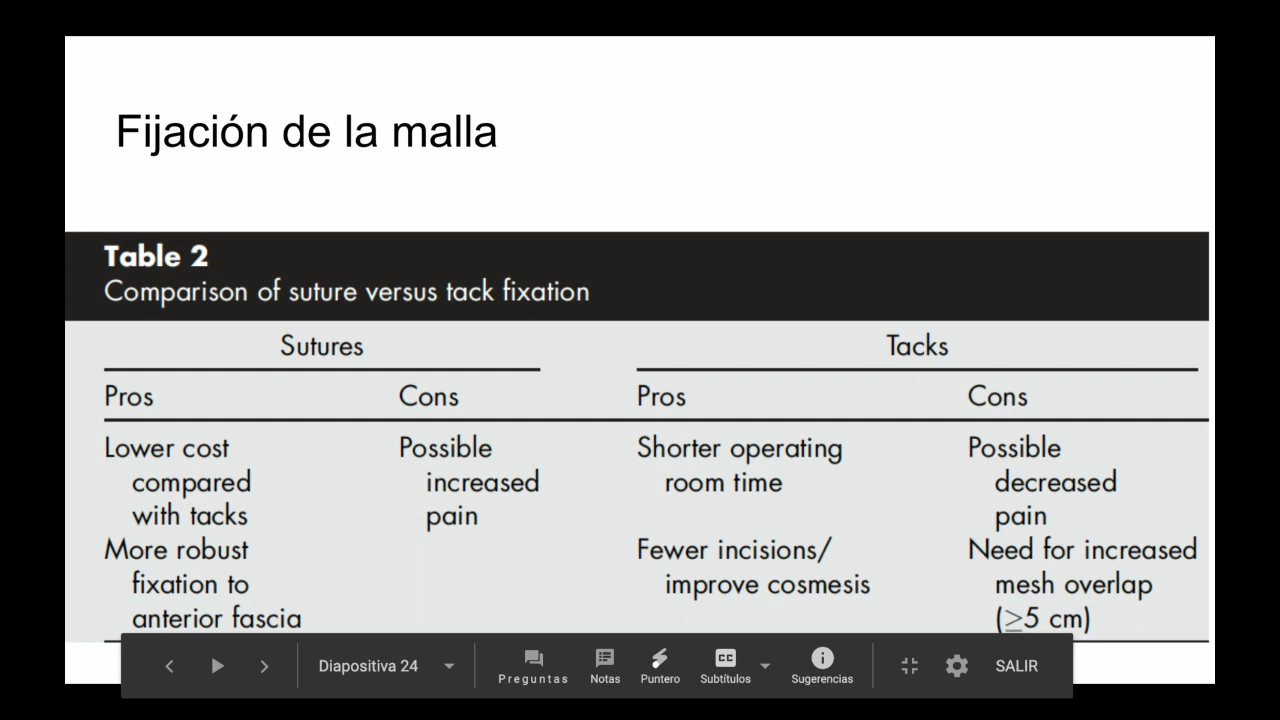 Fijación de la malla
Table 2
Comparison of suture versus tack fixation
Sutures Tacks
Pros Cons Pros Cons
Lower cost Possible Shorter operating Possible
compared increased room time decreased
with tacks pain pain
More robust Fewer incisions/ Need for increased
fixation to improve cosmesis mesh overlap
anterior fascia (≥5 cm)
Diapositiva 24 Preguntas Notas Puntero CC Subtítulos Sugerencias SALIR